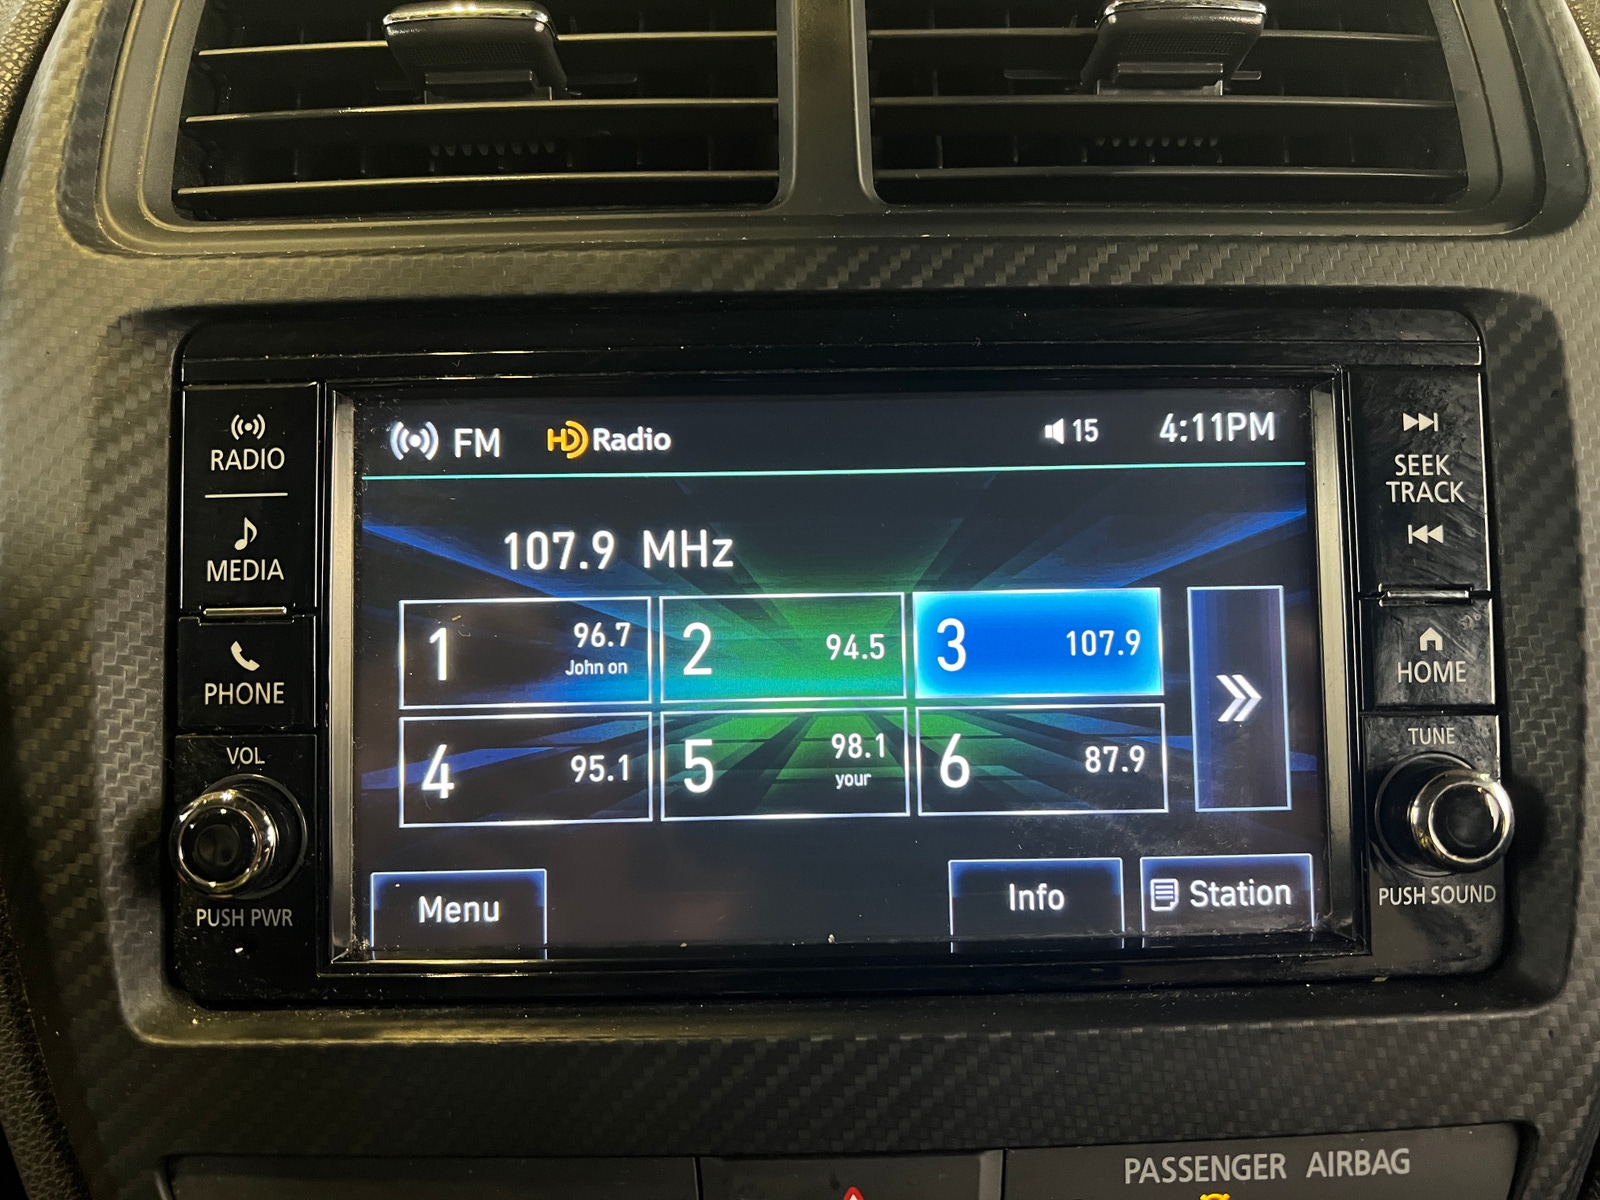 RADIO
MEDIA
PHONE
VOL
PUSH PWR
FM HD Radio 15 4:11PM
107.9 MHz
1 96.7
John on
2 94.5
3 107.9
4 95.1
5 98.1
your
6 87.9
Menu
Info
Station
SEEK
TRACK
HOME
TUNE
PUSH SOUND
PASSENGER AIRBAG